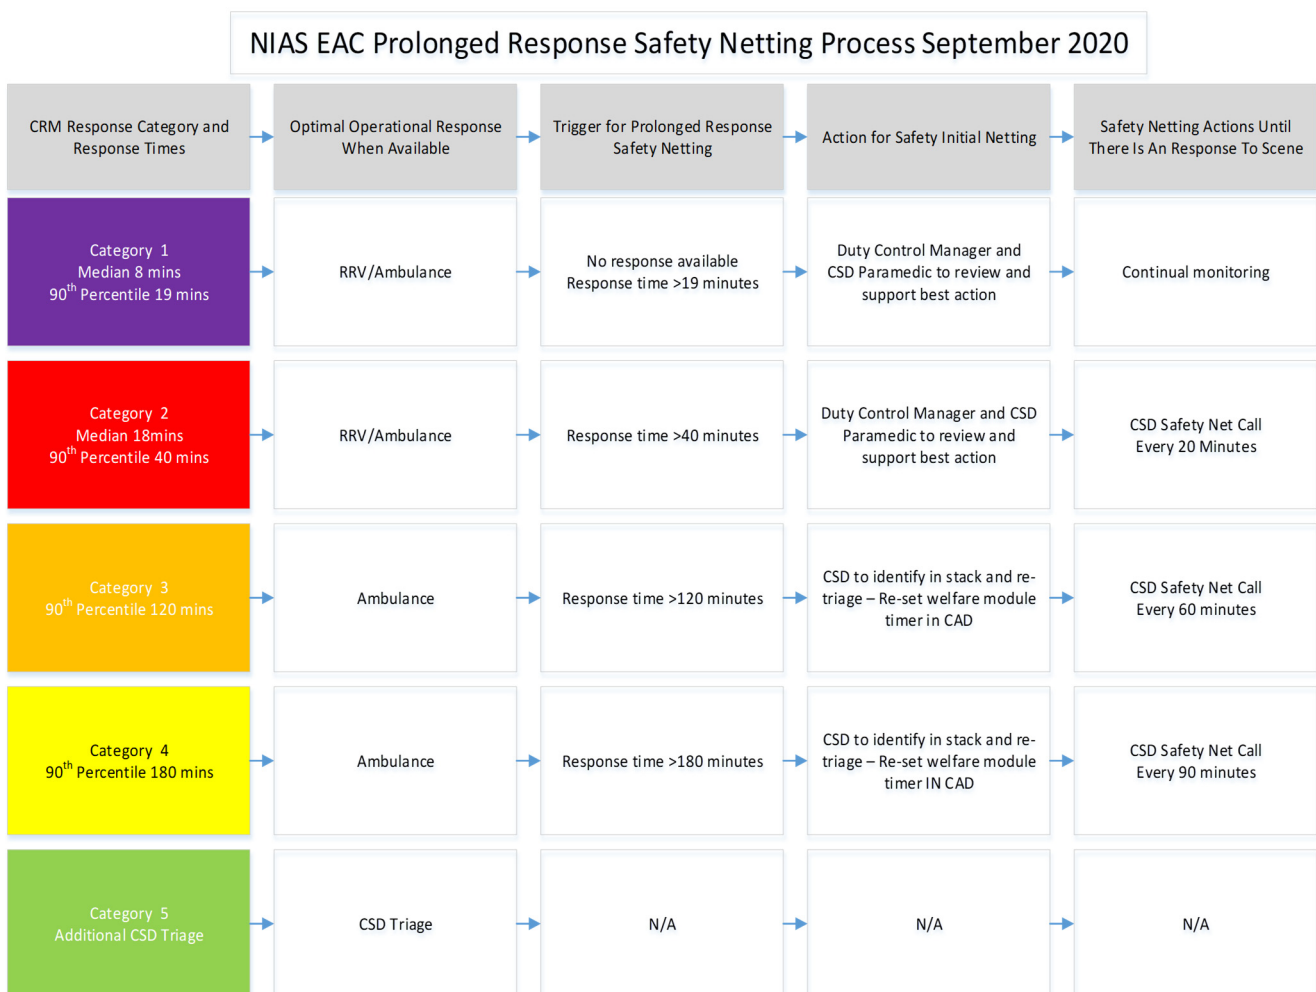 NIAS EAC Prolonged Response Safety Netting Process September 2020
CRM Response Category and
Response Times
Optimal Operational Response
When Available
Trigger for Prolonged Response
Safety Netting
Action for Safety Initial Netting
Safety Netting Actions Until
There Is An Response To Scene
Category 1
Median 8 mins
90th Percentile 19 mins
RRV/Ambulance
No response available
Response time >19 minutes
Duty Control Manager and
CSD Paramedic to review and
support best action
Continual monitoring
Category 2
Median 18mins
90th Percentile 40 mins
RRV/Ambulance
Response time >40 minutes
Duty Control Manager and CSD
Paramedic to review and
support best action
CSD Safety Net Call
Every 20 Minutes
Category 3
90th Percentile 120 mins
Ambulance
Response time >120 minutes
CSD to identify in stack and re-
triage – Re-set welfare module
timer in CAD
CSD Safety Net Call
Every 60 minutes
Category 4
90th Percentile 180 mins
Ambulance
Response time >180 minutes
CSD to identify in stack and re-
triage – Re-set welfare module
timer IN CAD
CSD Safety Net Call
Every 90 minutes
Category 5
Additional CSD Triage
CSD Triage
N/A
N/A
N/A